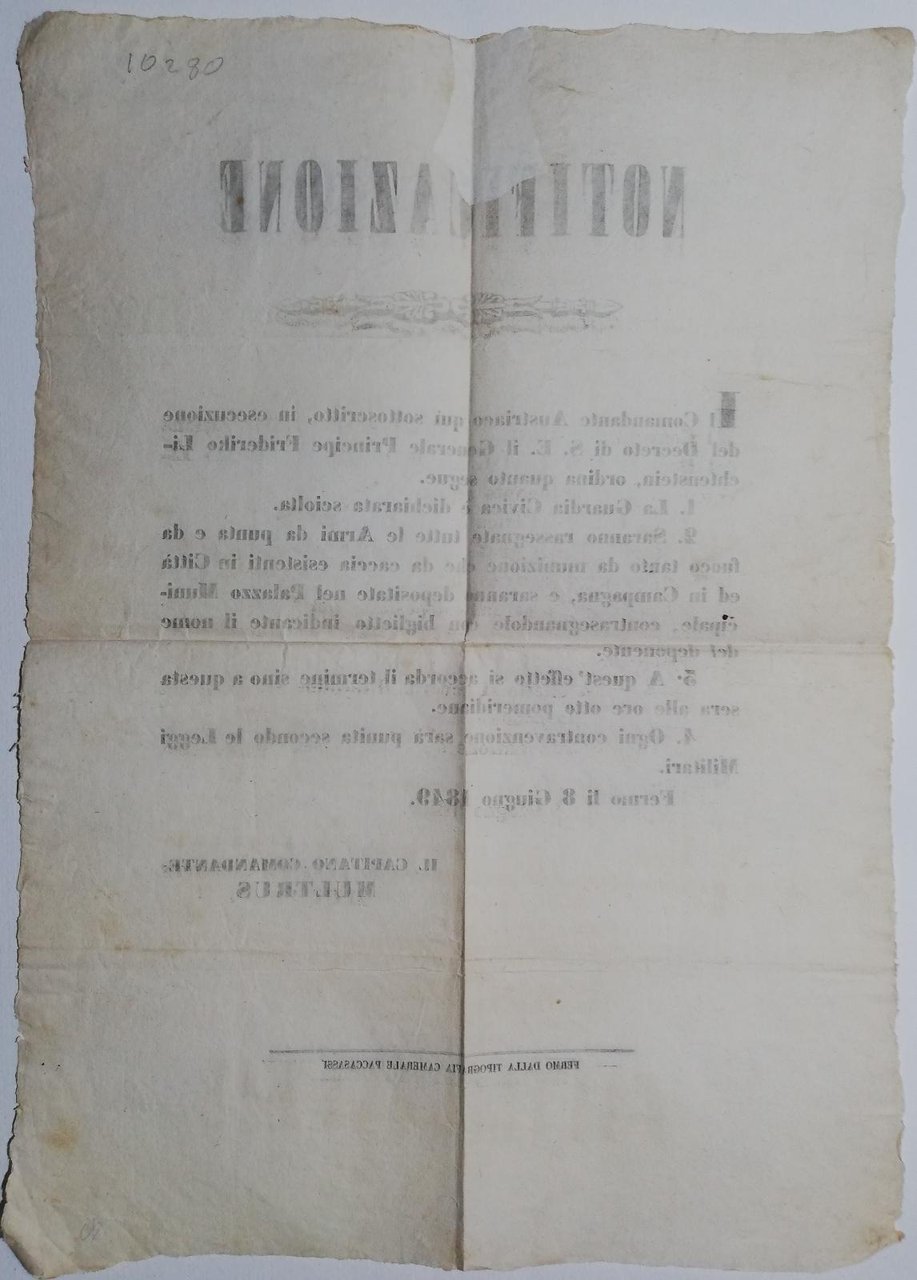 10280
NOTIFICAZIONE
Il Comandante Austriaco qui sottoscritto, in esecuzione
del Decreto di S. E. il Generale Principe Frideriko Li-
chtenstein, ordina quanto segue.
1. La Guardia Civica è dichiarata sciolta.
2. Saranno rassegnate tutte le Armi da punta e da
fuoco tanto da munizione che da caccia esistenti in Città
ed in Campagna, e saranno depositate nel Palazzo Muni-
cipale, contrasegnandole con biglietto indicante il nome
del deponente.
3. A quest' effetto si accorda il termine sino a questa
sera alle ore otto pomeridiane.
4. Ogni contravenzione sarà punita secondo le Leggi
Militari.
Fermo li 8 Giugno 1849.
IL CAPITANO COMANDANTE
MULTRUS
FERMO DALLA TIPOGRAFIA CAMERALE PACCASASSI